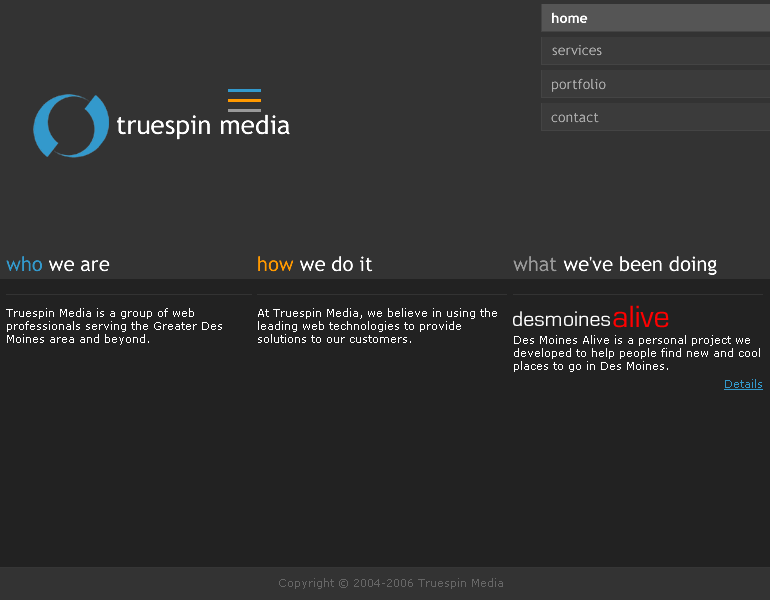 home
services
portfolio
contact
truespin media
who we are
Truespin Media is a group of web
professionals serving the Greater Des
Moines area and beyond.
how we do it
At Truespin Media, we believe in using the
leading web technologies to provide
solutions to our customers.
what we've been doing
desmoines alive
Des Moines Alive is a personal project we
developed to help people find new and cool
places to go in Des Moines.
Details
Copyright © 2004-2006 Truespin Media